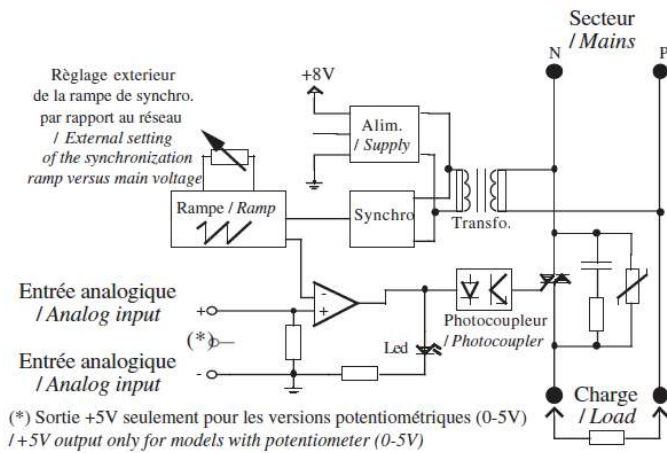 Secteur
/ Mains
N
P
Règlage exterieur
de la rampe de synchro.
par rapport au réseau
/ External setting
of the synchronization
ramp versus main voltage
+8V
Alim.
/ Supply
Rampe / Ramp
Synchro
Transfo.
Entrée analogique
/ Analog input
+
-
+
(*)
Photocoupleur
/ Photocoupler
Led
Entrée analogique
/ Analog input
-
Charge
/ Load
(*) Sortie +5V seulement pour les versions potentiométriques (0-5V)
/ +5V output only for models with potentiometer (0-5V)